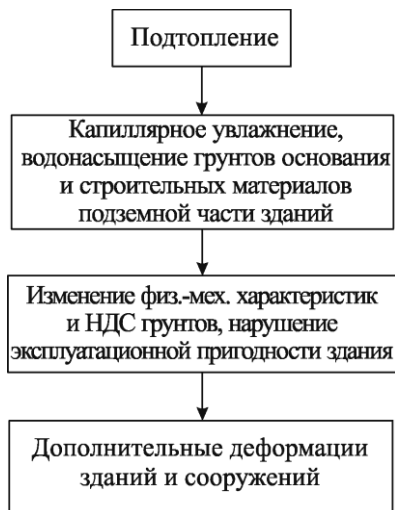 Подтопление
Капиллярное увлажнение,
водонасыщение грунтов основания
и строительных материалов
подземной части зданий
Изменение физ.-мех. характеристик
и НДС грунтов, нарушение
эксплуатационной пригодности здания
Дополнительные деформации
зданий и сооружений